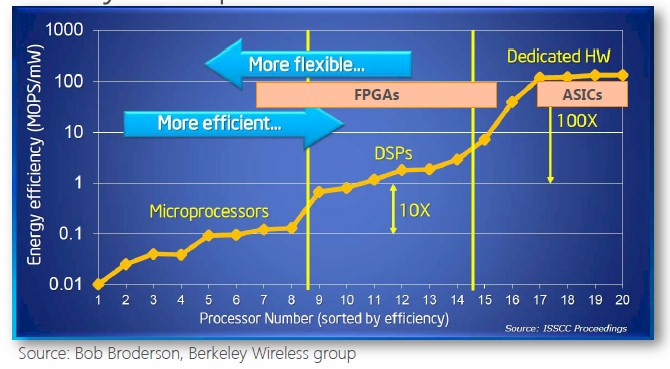 1000
100
10
1
0.1
0.01
Energy efficiency (MOPS/mW)
More flexible...
More efficient...
FPGAs
ASICs
Dedicated HW
100X
DSPs
10X
Microprocessors
1 2 3 4 5 6 7 8 9 10 11 12 13 14 15 16 17 18 19 20
Processor Number (sorted by efficiency)
Source: ISSCC Proceedings
Source: Bob Broderson, Berkeley Wireless group